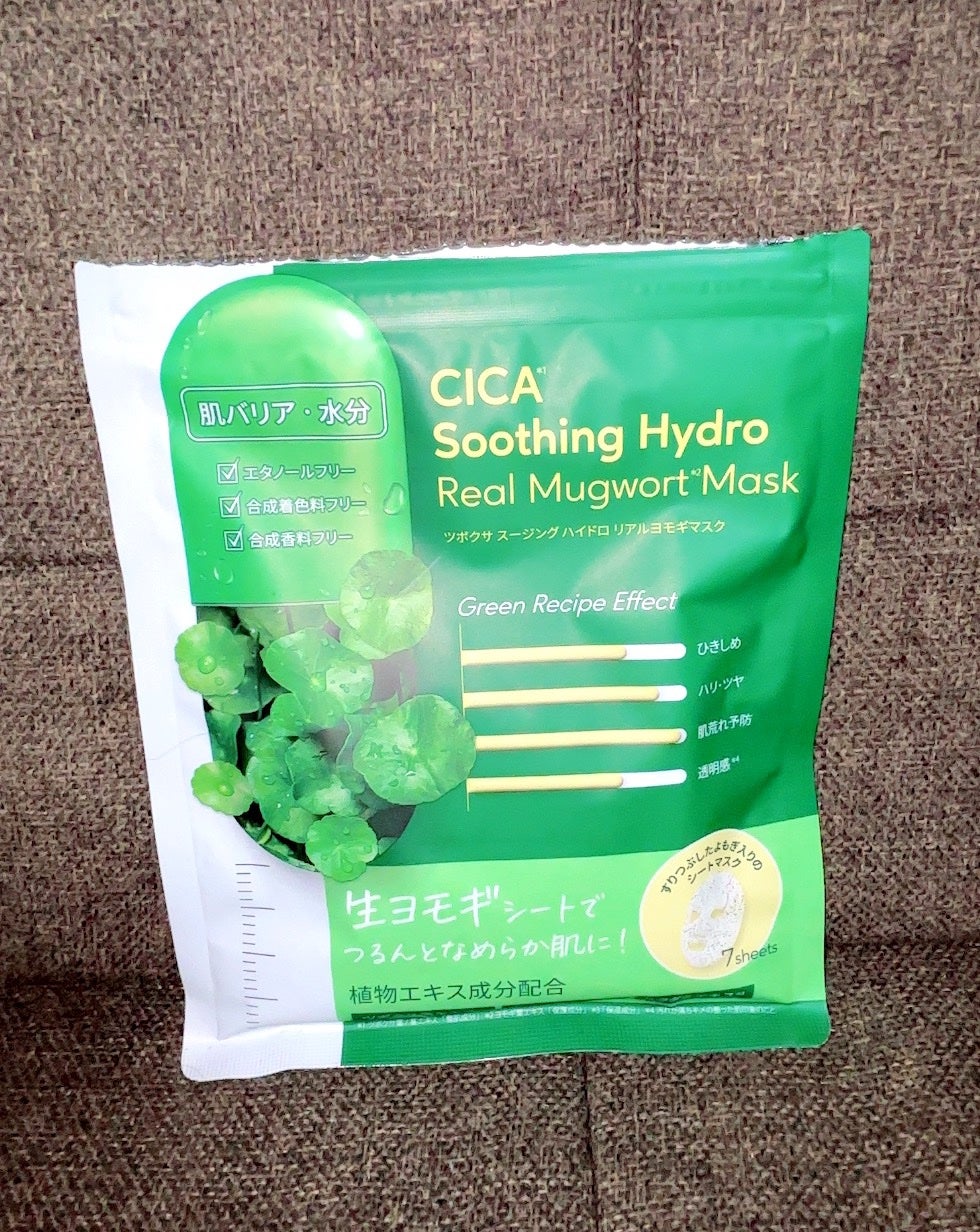 肌バリア・水分
エタノールフリー
合成着色料フリー
合成香料フリー
CICA*1
Soothing Hydro
Real Mugwort*2Mask
ツボクサ スージング ハイドロ リアルヨモギマスク
Green Recipe Effect
ひきしめ
ハリ・ツヤ
肌荒れ予防
透明感*4
すりつぶしたよもぎ入りの
シートマスク
7sheets
生ヨモギシートで
つるんとなめらか肌に!
植物エキス成分配合